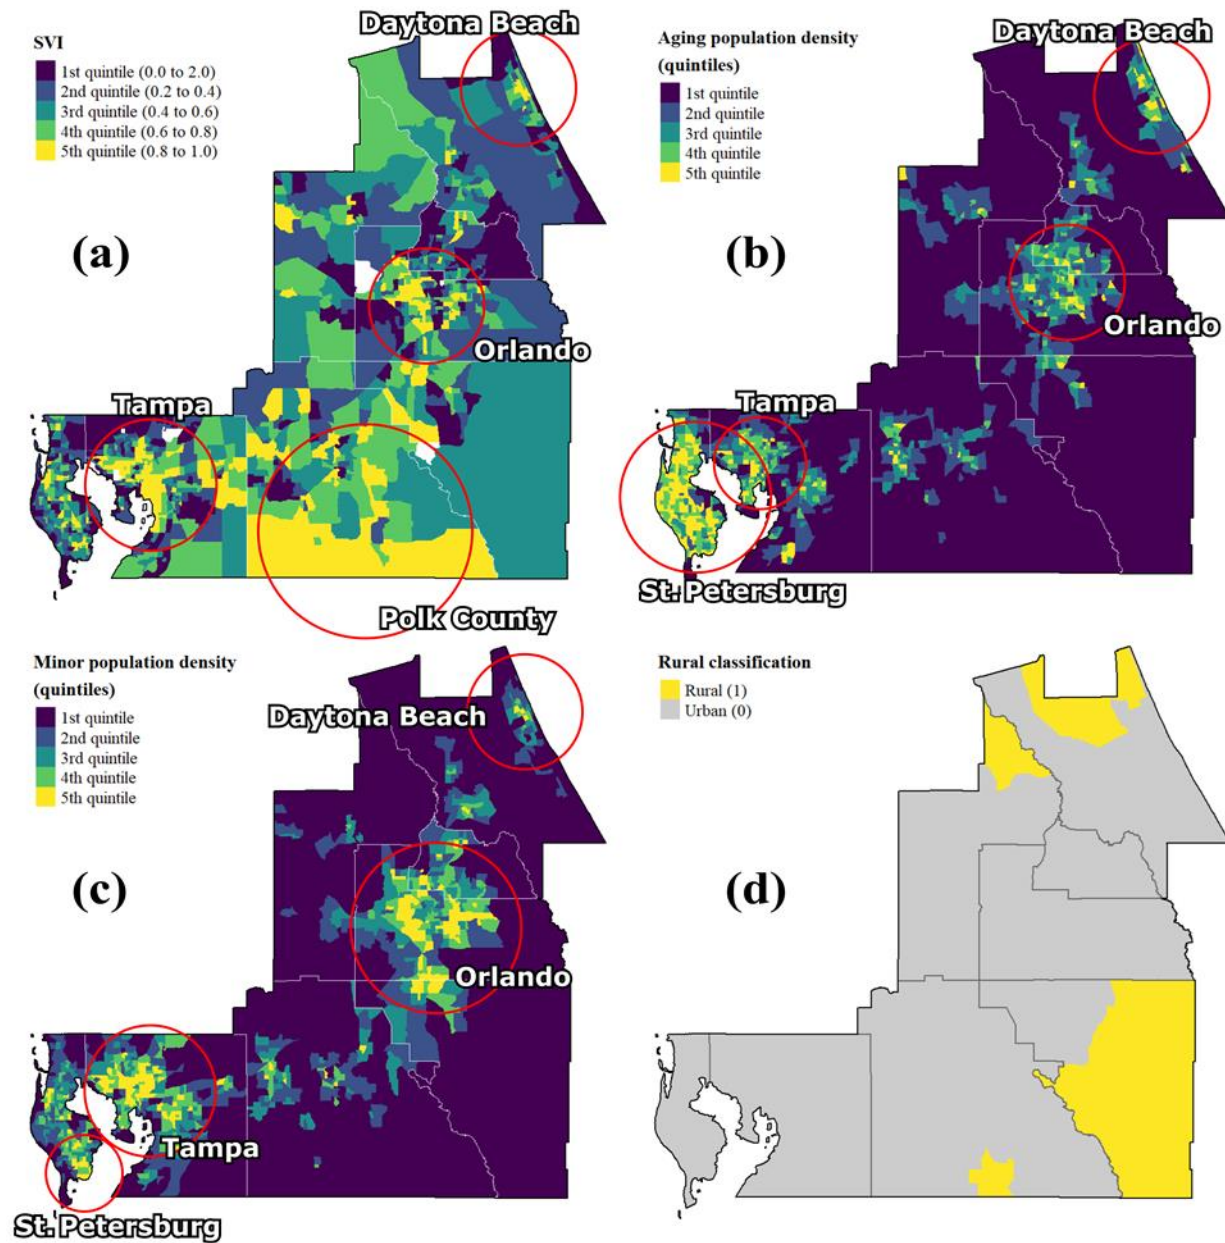 Daytona Beach
SVI
1st quintile (0.0 to 2.0)
2nd quintile (0.2 to 0.4)
3rd quintile (0.4 to 0.6)
4th quintile (0.6 to 0.8)
5th quintile (0.8 to 1.0)
(a)
Orlando
Tampa
Polk County
Daytona Beach
Aging population density
(quintiles)
1st quintile
2nd quintile
3rd quintile
4th quintile
5th quintile
(b)
Orlando
Tampa
St. Petersburg
Minor population density
(quintiles)
1st quintile
2nd quintile
3rd quintile
4th quintile
5th quintile
Daytona Beach
(c)
Orlando
Tampa
St. Petersburg
Rural classification
Rural (1)
Urban (0)
(d)